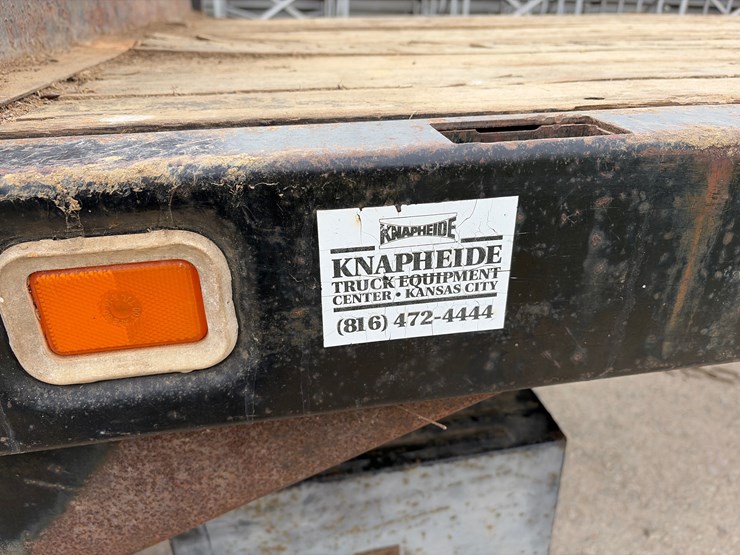 KNAPHEIDE
KNAPHEIDE
TRUCK EQUIPMENT
CENTER • KANSAS CITY
(816) 472-4444